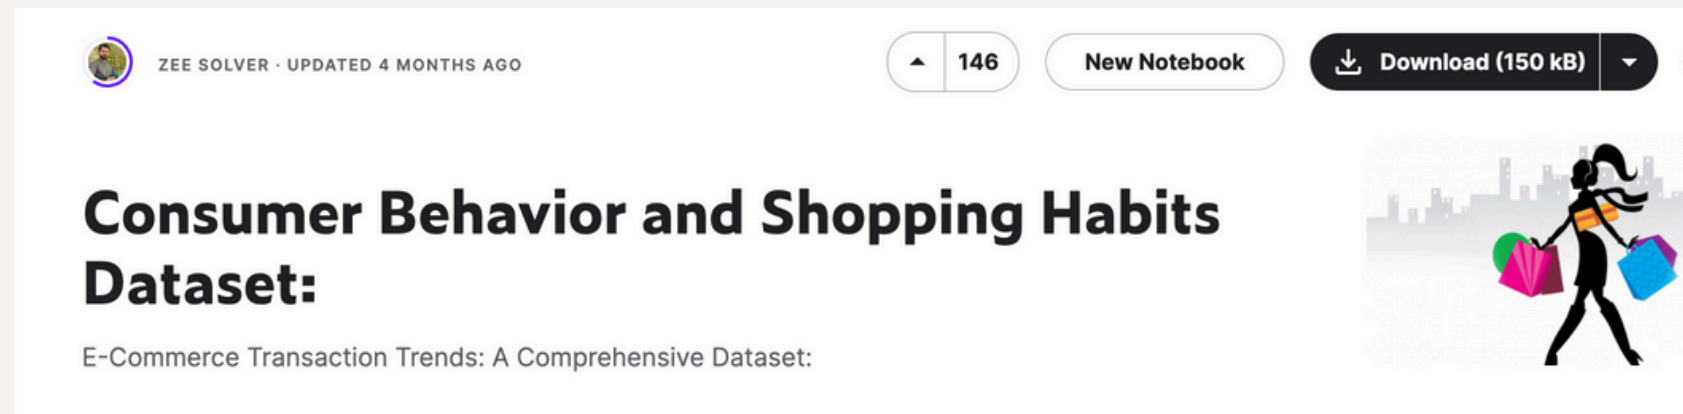 ZEE SOLVER · UPDATED 4 MONTHS AGO
146
New Notebook
Download (150 kB)
Consumer Behavior and Shopping Habits
Dataset:
E-Commerce Transaction Trends: A Comprehensive Dataset: